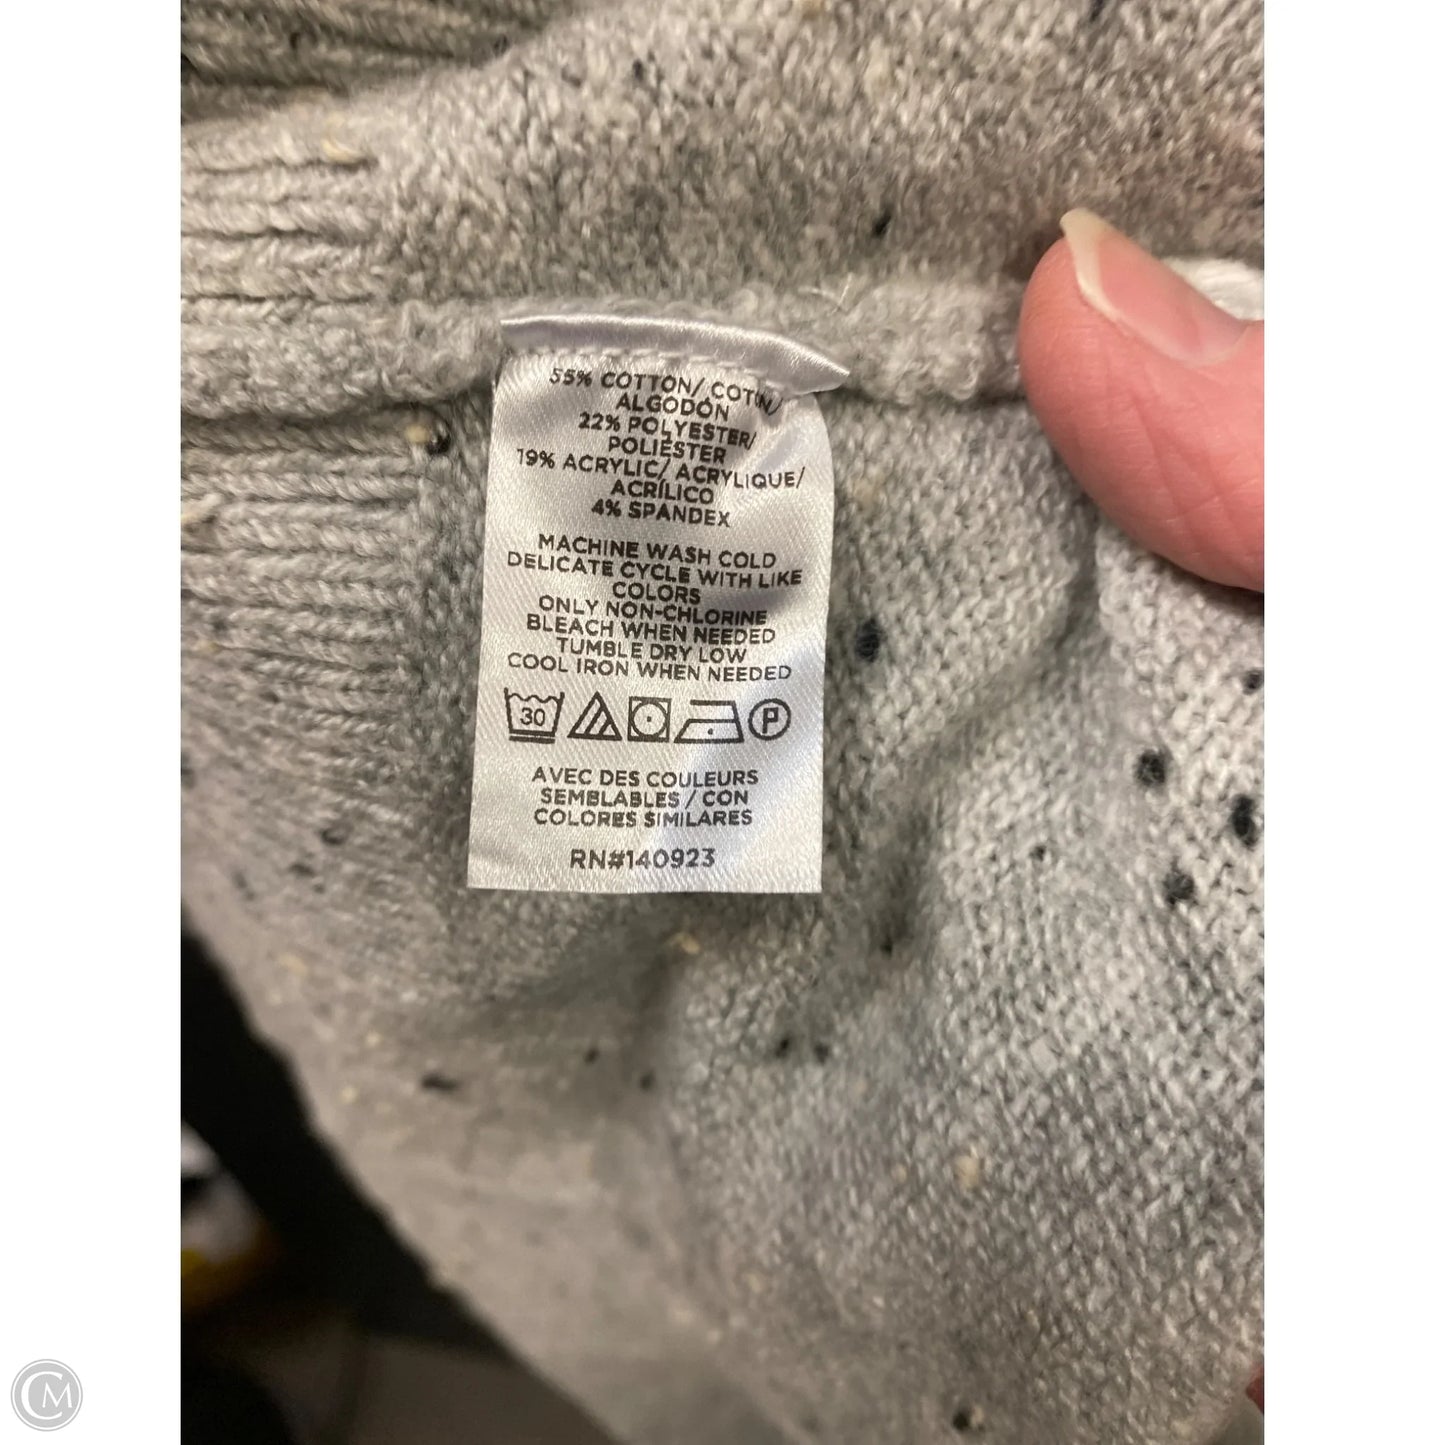 55% COTTON/ COTON/
ALGODÓN
22% POLYESTER/
POLIÉSTER
19% ACRYLIC/ ACRYLIQUE/
ACRÍLICO
4% SPANDEX
MACHINE WASH COLD
DELICATE CYCLE WITH LIKE
COLORS
ONLY NON-CHLORINE
BLEACH WHEN NEEDED
TUMBLE DRY LOW
COOL IRON WHEN NEEDED
30 P
AVEC DES COULEURS
SEMBLABLES / CON
COLORES SIMILARES
RN#140923
CM